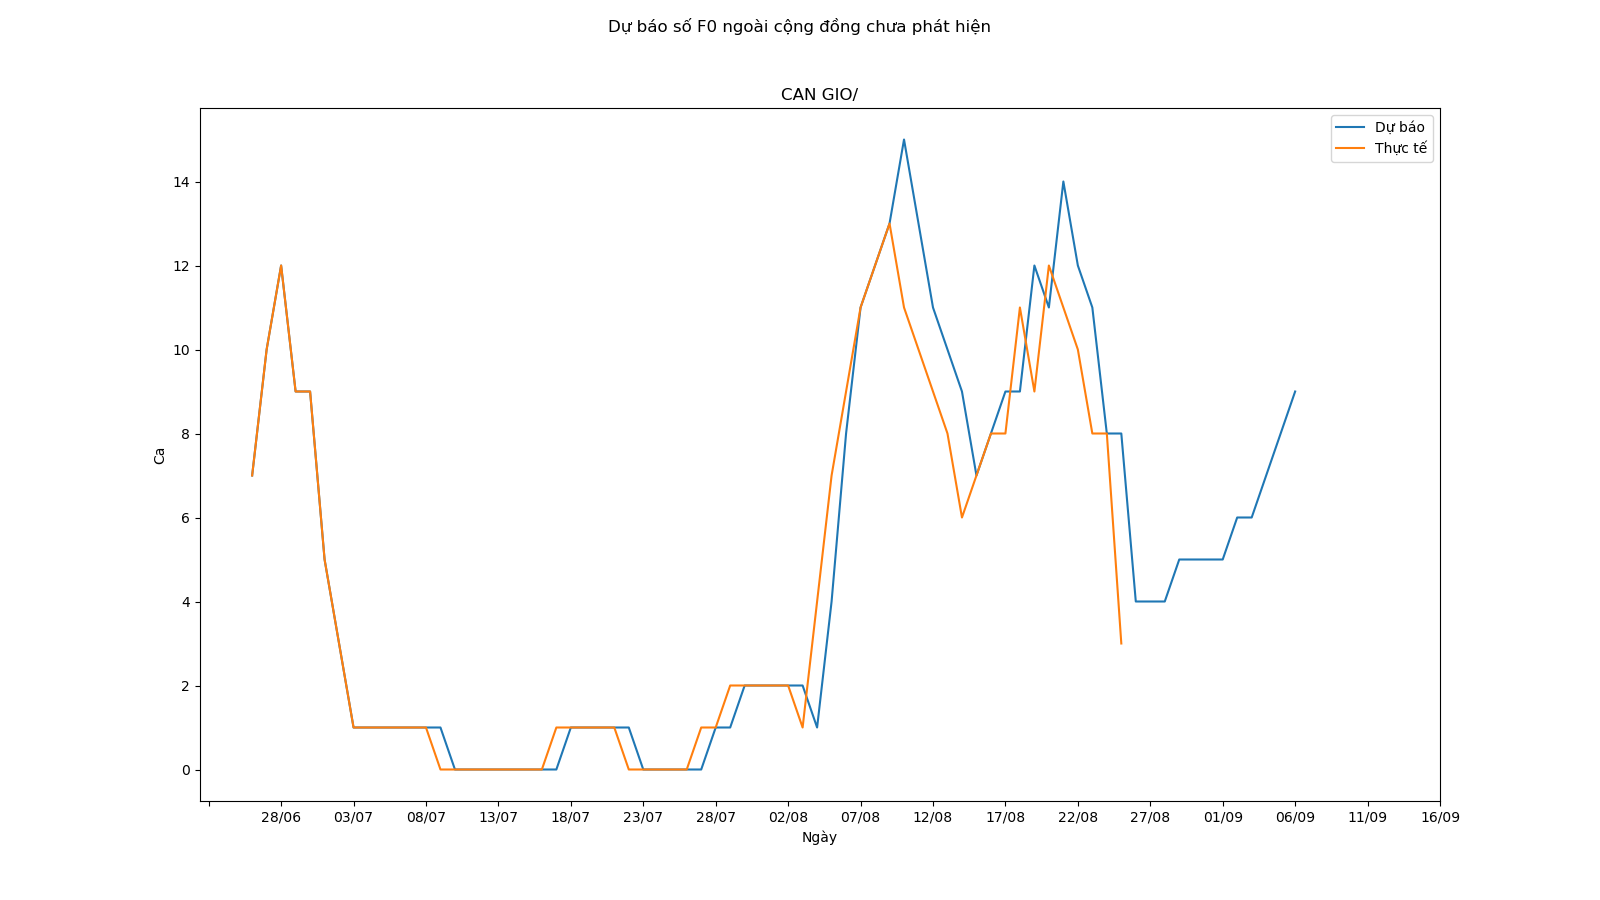 Dự báo số F0 ngoài cộng đồng chưa phát hiện
CAN GIO/
Dự báo
Thực tế
14
12
10
8
6
4
2
0
Ca
28/06 03/07 08/07 13/07 18/07 23/07 28/07 02/08 07/08 12/08 17/08 22/08 27/08 01/09 06/09 11/09 16/09
Ngày